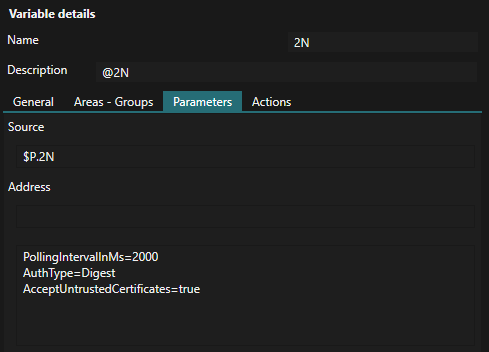 Variable details
Name
2N
Description
@2N
General Areas - Groups Parameters Actions
Source
$P.2N
Address
PollingIntervalInMs=2000
AuthType=Digest
AcceptUntrustedCertificates=true